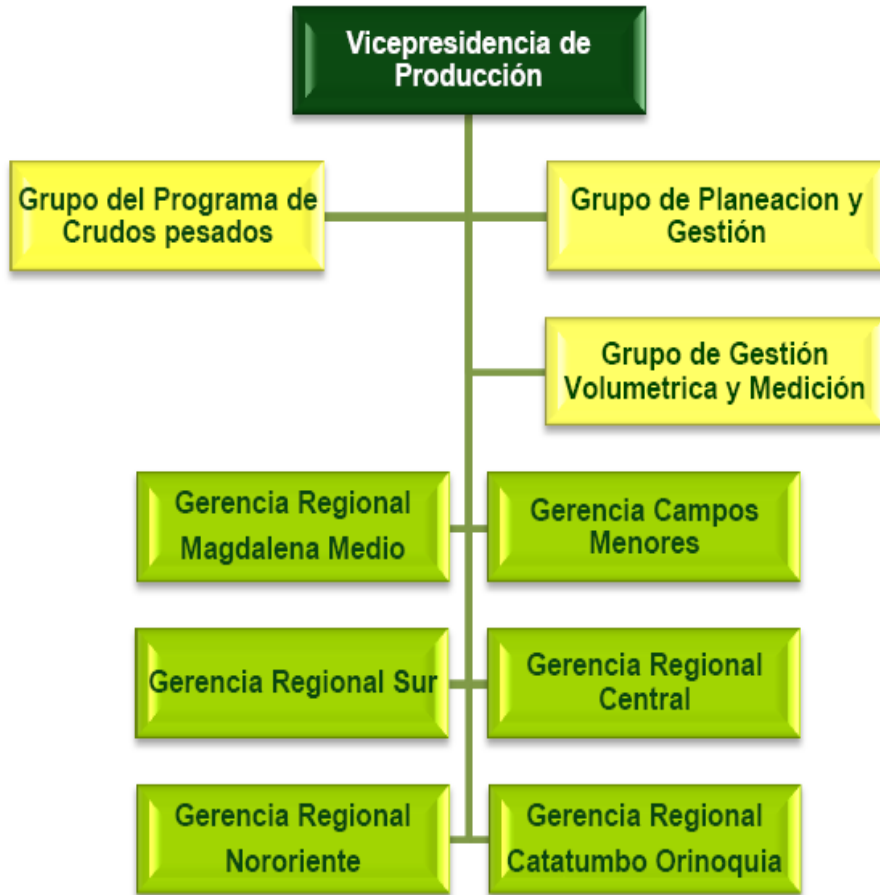 Vicepresidencia de
Producción
Grupo del Programa de
Crudos pesados
Grupo de Planeacion y
Gestión
Grupo de Gestión
Volumetrica y Medición
Gerencia Regional
Magdalena Medio
Gerencia Campos
Menores
Gerencia Regional Sur
Gerencia Regional
Central
Gerencia Regional
Nororiente
Gerencia Regional
Catatumbo Orinoquia